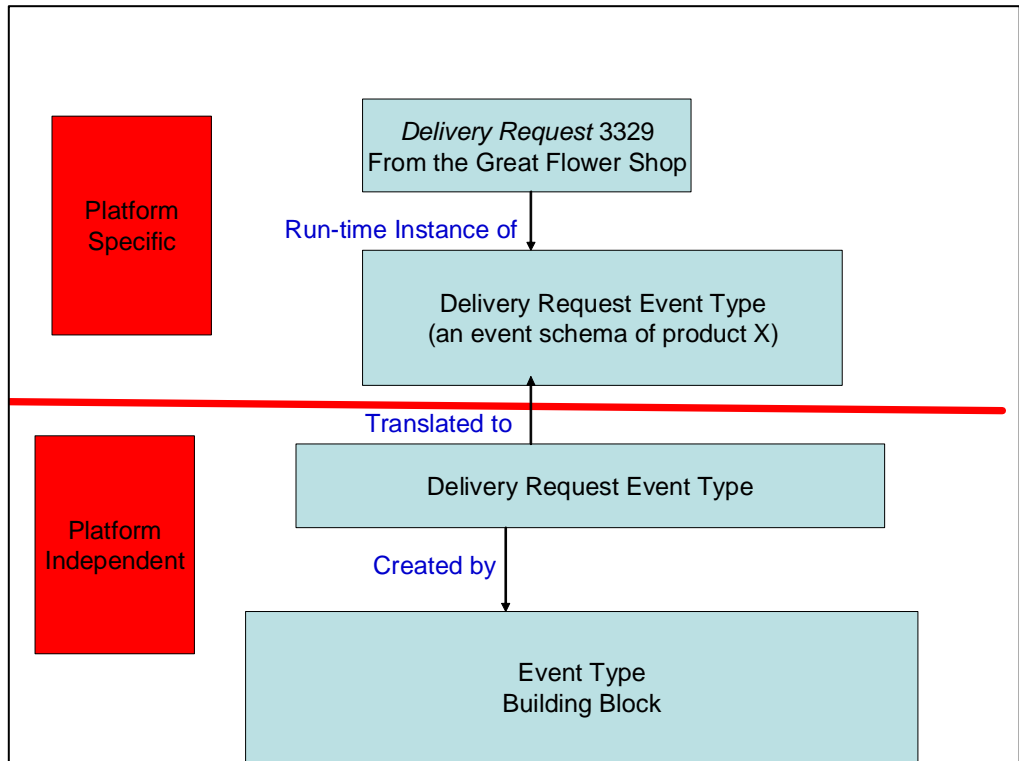 Delivery Request 3329
From the Great Flower Shop
Platform
Specific
Run-time Instance of
Delivery Request Event Type
(an event schema of product X)
Translated to
Delivery Request Event Type
Platform
Independent
Created by
Event Type
Building Block